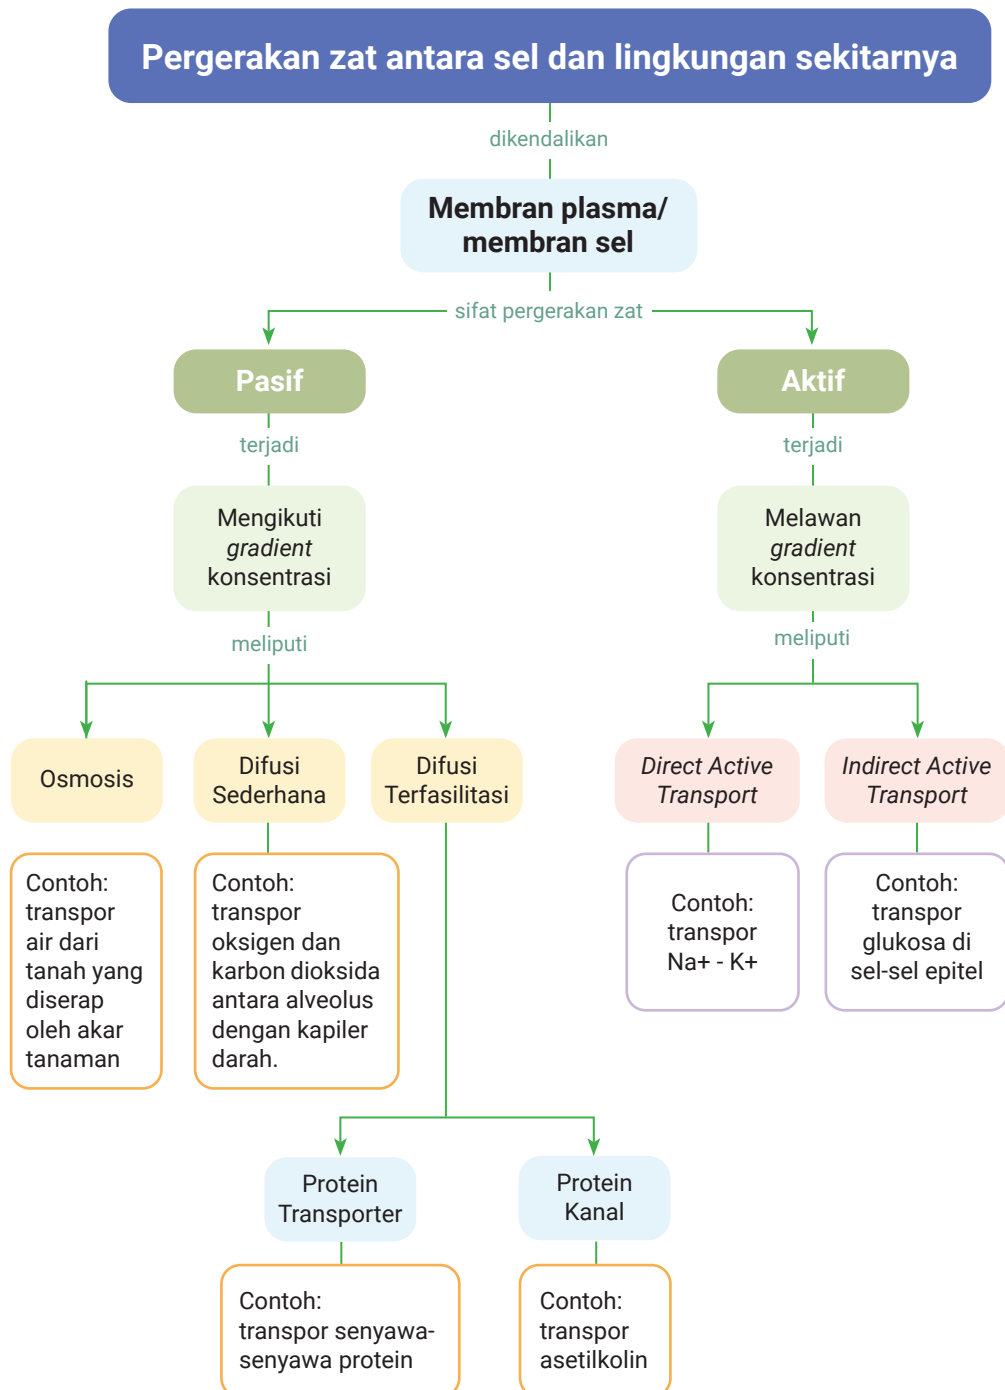 Pergerakan zat antara sel dan lingkungan sekitarnya
dikendalikan
Membran plasma/
membran sel
sifat pergerakan zat
Pasif
Aktif
terjadi
terjadi
Mengikuti
gradient
konsentrasi
Melawan
gradient
konsentrasi
meliputi
meliputi
Osmosis
Difusi
Sederhana
Difusi
Terfasilitasi
Direct Active
Transport
Indirect Active
Transport
Contoh:
transpor
air dari
tanah yang
diserap
oleh akar
tanaman
Contoh:
transpor
oksigen dan
karbon dioksida
antara alveolus
dengan kapiler
darah.
Contoh:
transpor
Na+ - K+
Contoh:
transpor
glukosa di
sel-sel epitel
Protein
Transporter
Protein
Kanal
Contoh:
transpor senyawa-
senyawa protein
Contoh:
transpor
asetilkolin